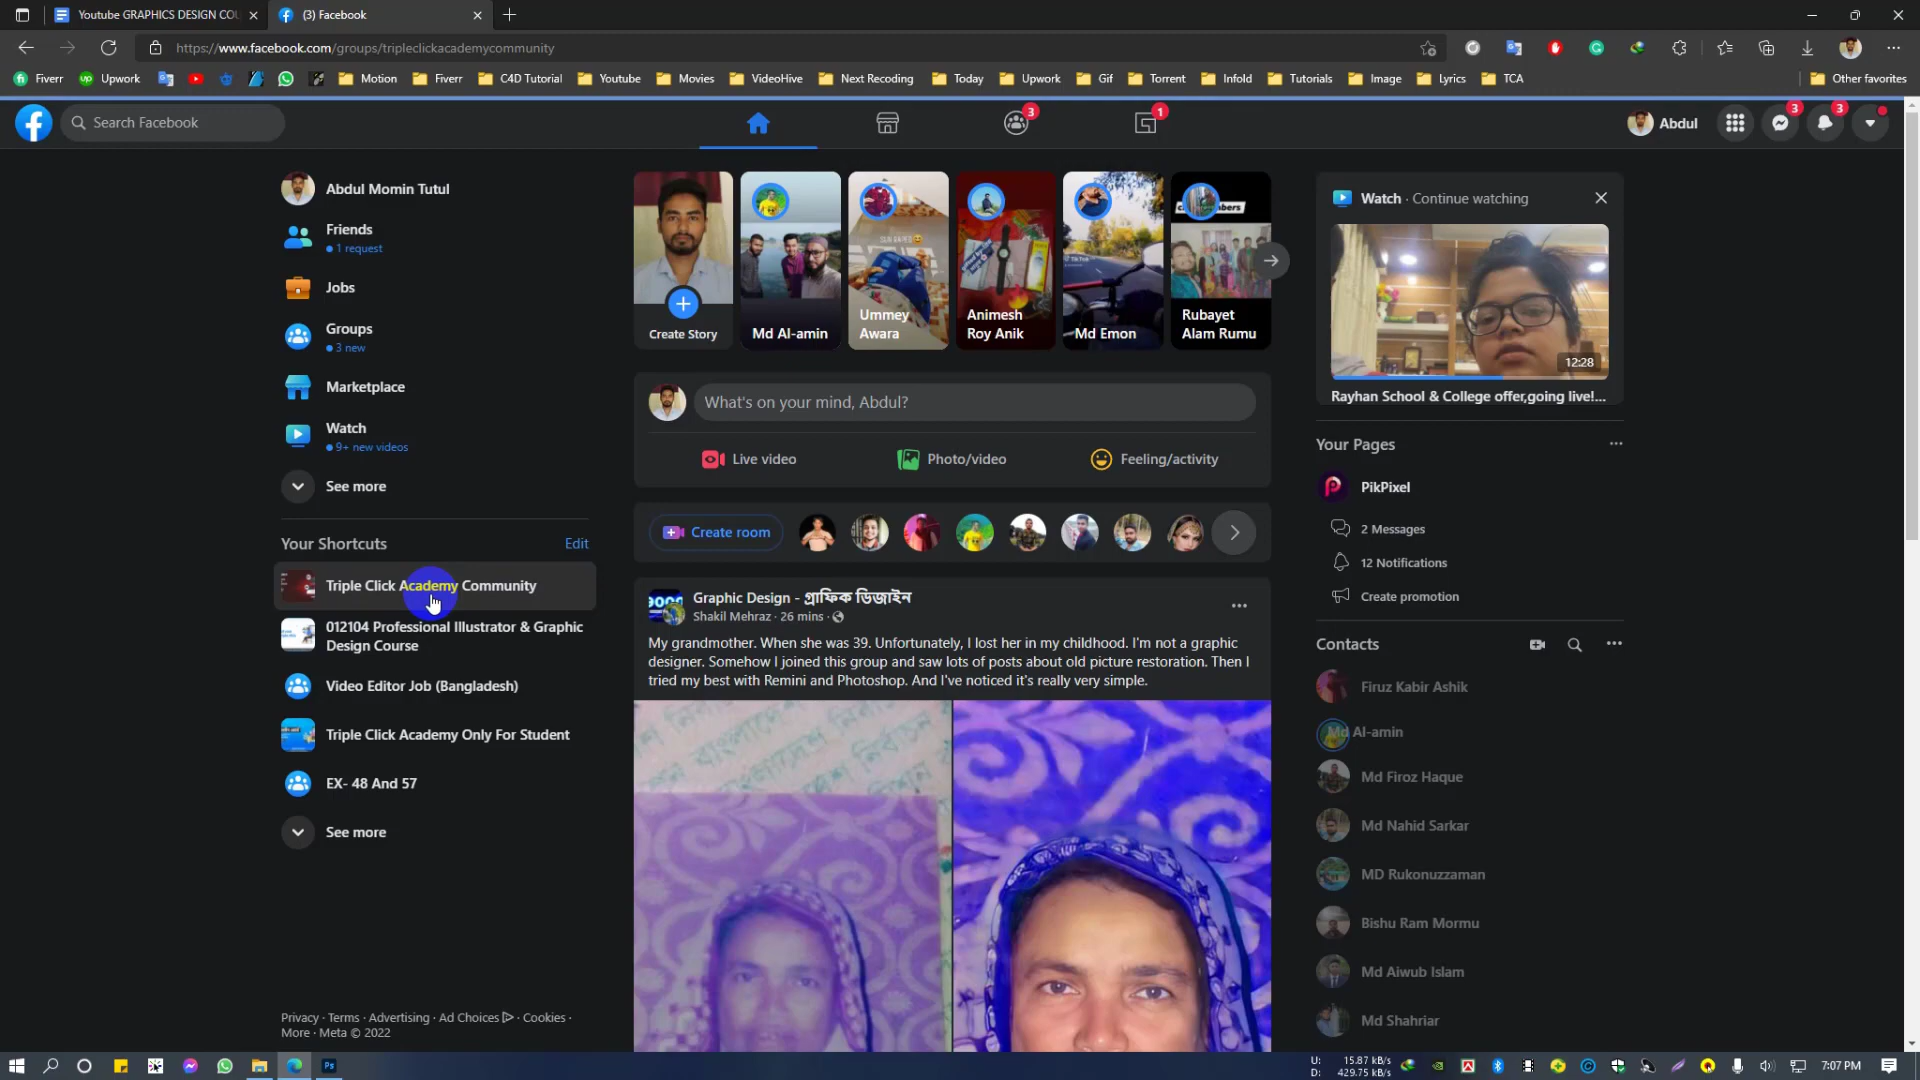 Youtube GRAPHICS DESIGN COU
(3) Facebook
https://www.facebook.com/groups/tripleclickacademycommunity
Fiverr
Upwork
Motion
Fiverr
C4D Tutorial
Youtube
Movies
VideoHive
Next Recoding
Today
Upwork
Gif
Torrent
Infold
Tutorials
Image
Lyrics
TCA
Other favorites
Search Facebook
3
1
Abdul
3
3
Abdul Momin Tutul
Friends
1 request
Jobs
Groups
3 new
Marketplace
Watch
9+ new videos
See more
Your Shortcuts
Edit
Triple Click Academy Community
012104 Professional Illustrator & Graphic
Design Course
Video Editor Job (Bangladesh)
Triple Click Academy Only For Student
EX- 48 And 57
See more
Privacy · Terms · Advertising · Ad Choices · Cookies ·
More · Meta © 2022
Create Story
Md Al-amin
Ummey
Awara
Animesh
Roy Anik
Md Emon
Rubayet
Alam Rumu
What's on your mind, Abdul?
Live video
Photo/video
Feeling/activity
Create room
Graphic Design - গ্রাফিক ডিজাইন
Shakil Mehraz · 26 mins ·
My grandmother. When she was 39. Unfortunately, I lost her in my childhood. I'm not a graphic
designer. Somehow I joined this group and saw lots of posts about old picture restoration. Then I
tried my best with Remini and Photoshop. And I've noticed it's really very simple.
Watch · Continue watching
12:28
Rayhan School & College offer,going live!...
Your Pages
PikPixel
2 Messages
12 Notifications
Create promotion
Contacts
Firuz Kabir Ashik
Md Al-amin
Md Firoz Haque
Md Nahid Sarkar
MD Rukonuzzaman
Bishu Ram Mormu
Md Aiwub Islam
Md Shahriar
U: 15.87 kB/s
D: 429.75 kB/s
7:07 PM